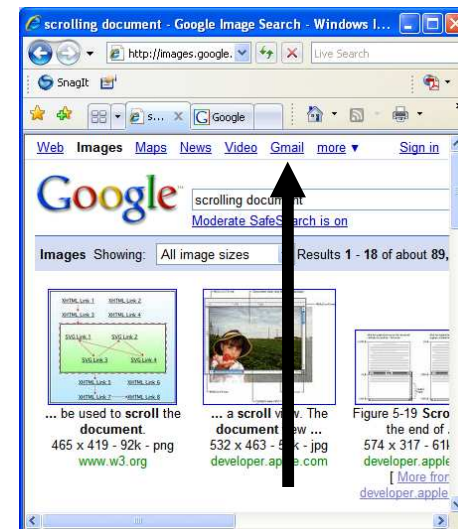 scrolling document - Google Image Search - Windows I...
http://images.google.
Live Search
SnagIt
s...
Google
Web Images Maps News Video Gmail more ▼ Sign in
Google
scrolling document
Moderate SafeSearch is on
Images Showing: All image sizes Results 1 - 18 of about 89,
XHTML Link 1 XHTML Link 2
XHTML Link 3 XHTML Link 4
SVG Link 1 SVG Link 2
SVG Link 3 SVG Link 4
XHTML Link 5 XHTML Link 6
XHTML Link 7 XHTML Link 8
... be used to scroll the
document.
465 x 419 - 92k - png
www.w3.org
... a scroll view. The
document view ...
532 x 463 - k - jpg
developer.apple.com
Figure 5-19 Scro
the end of .
574 x 317 - 61k
developer.apple
[ More from
developer.apple